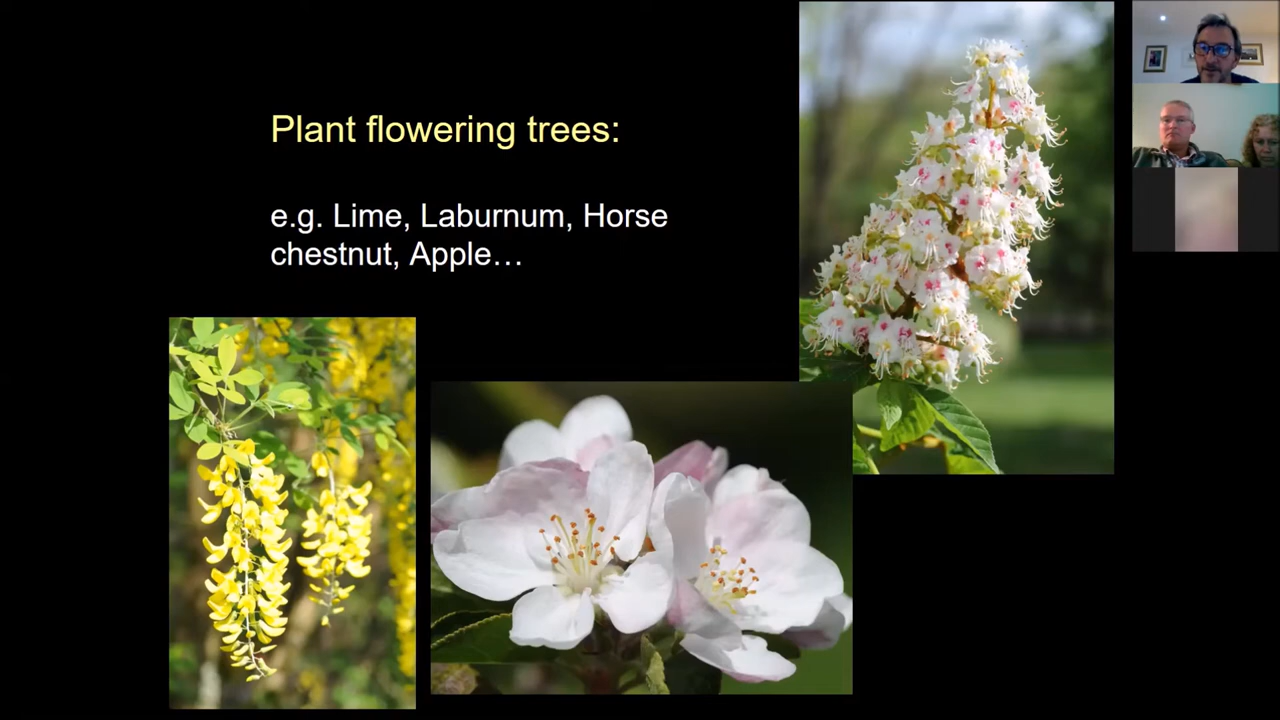 Plant flowering trees:
e.g. Lime, Laburnum, Horse
chestnut, Apple…